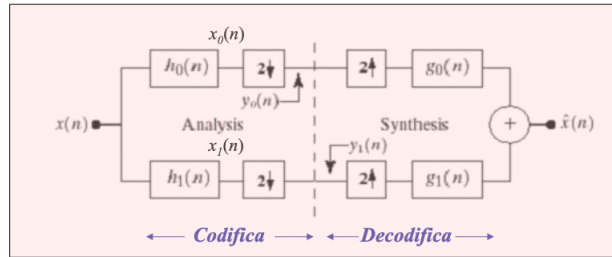 x₀(n)
h₀(n) 2↓ 2↑ g₀(n)
y₀(n)
x(n) Analysis Synthesis + x̂(n)
x₁(n) y₁(n)
h₁(n) 2↓ 2↑ g₁(n)
Codifica Decodifica